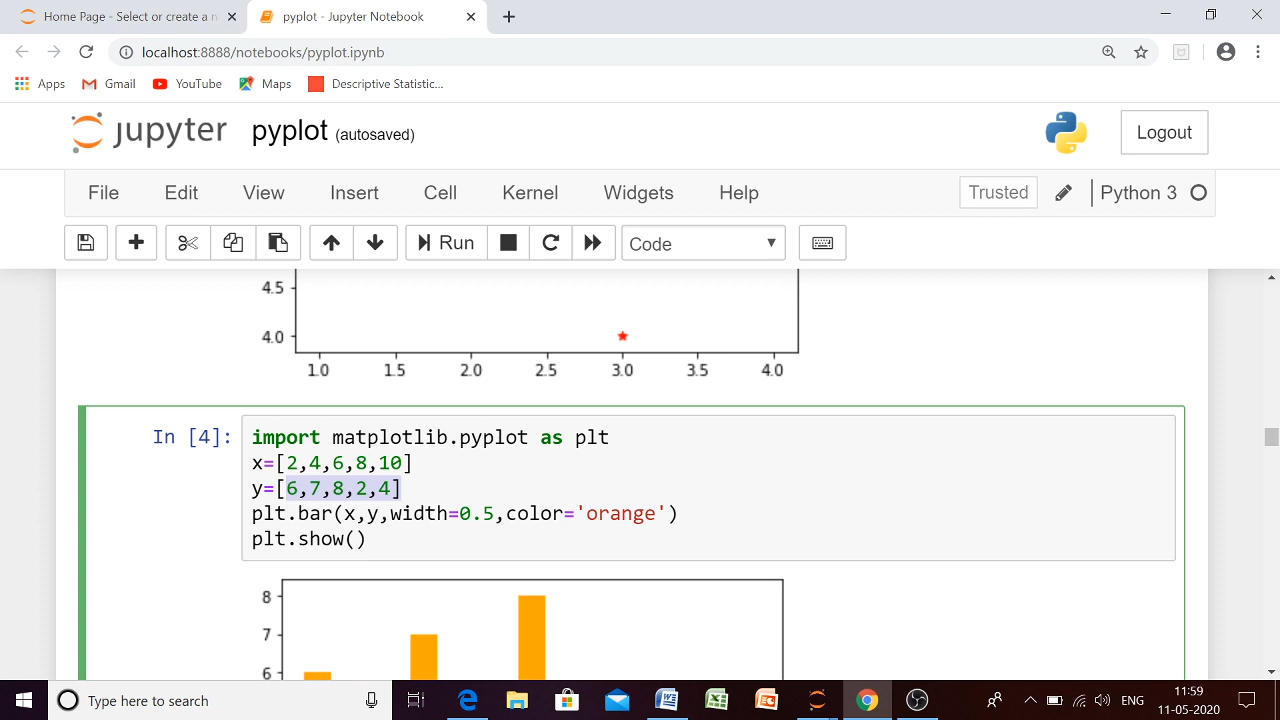 Home Page - Select or create a n
pyplot - Jupyter Notebook
localhost:8888/notebooks/pyplot.ipynb
Apps
Gmail
YouTube
Maps
Descriptive Statistic...
jupyter
pyplot (autosaved)
Logout
File Edit View Insert Cell Kernel Widgets Help
Trusted
Python 3
Run
Code
4.5
4.0
1.0 1.5 2.0 2.5 3.0 3.5 4.0
In [4]:
import matplotlib.pyplot as plt
x=[2,4,6,8,10]
y=[6,7,8,2,4]
plt.bar(x,y,width=0.5,color='orange')
plt.show()
8
7
6
Type here to search
ENG
11:59
11-05-2020